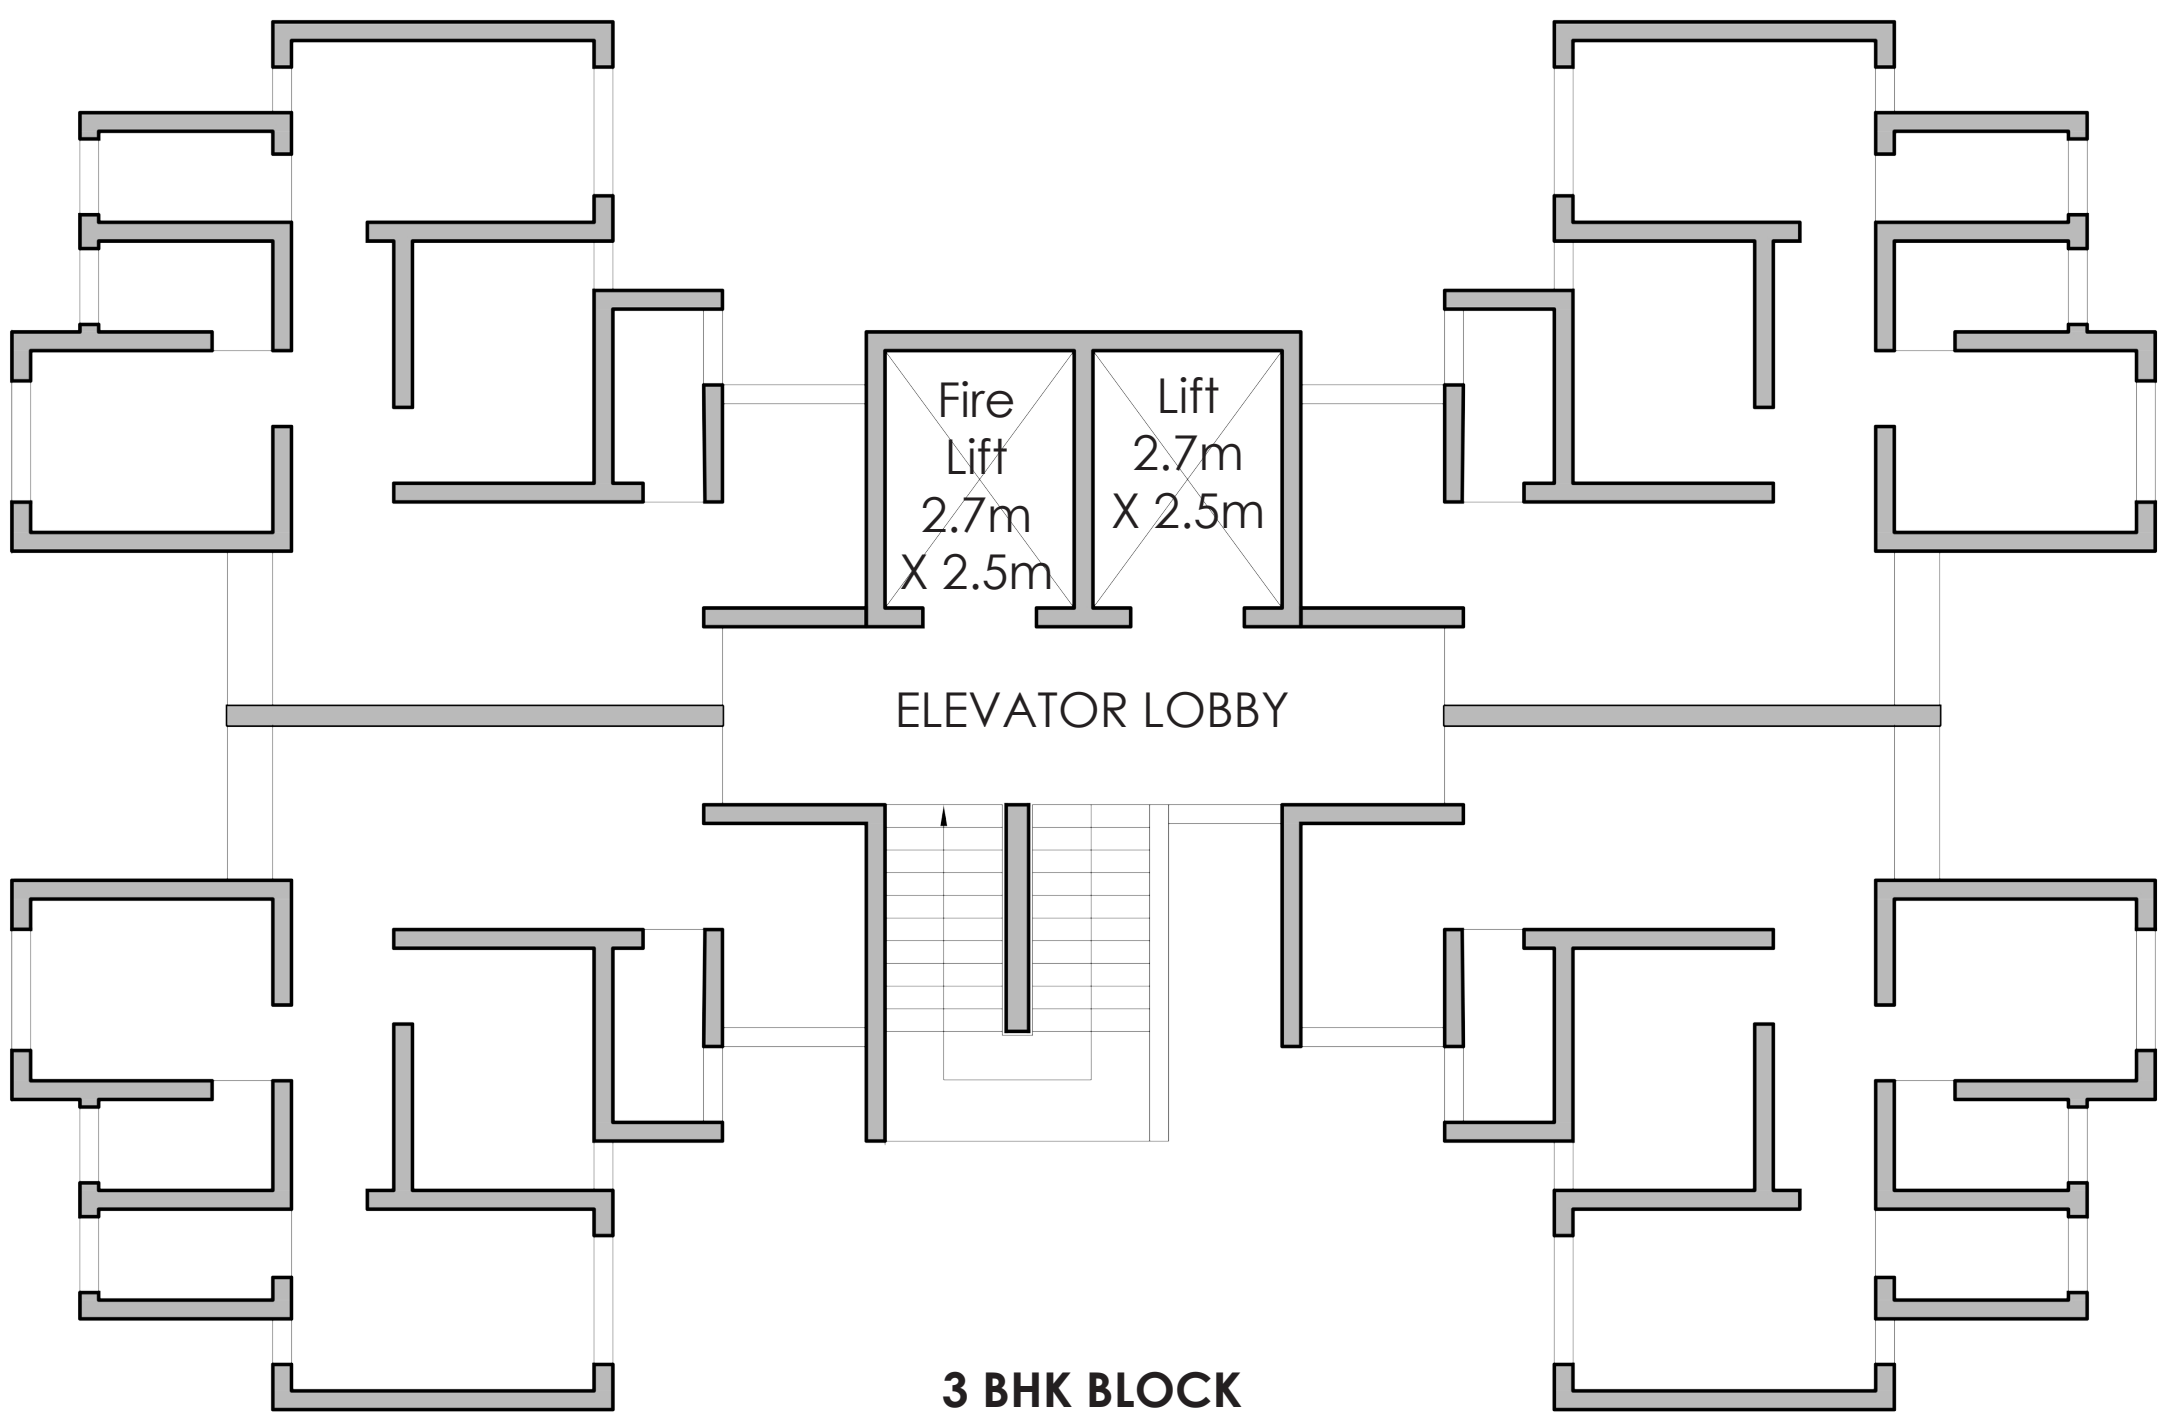 Fire
Lift
2.7m
X 2.5m
Lift
2.7m
X 2.5m
ELEVATOR LOBBY
3 BHK BLOCK